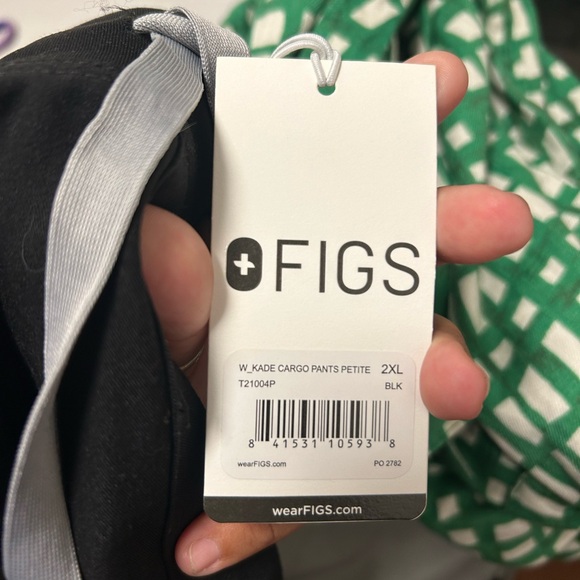 FIGS
W_KADE CARGO PANTS PETITE 2XL
T21004P BLK
8 41531 10593 8
wearFIGS.com PO 2782
wearFIGS.com